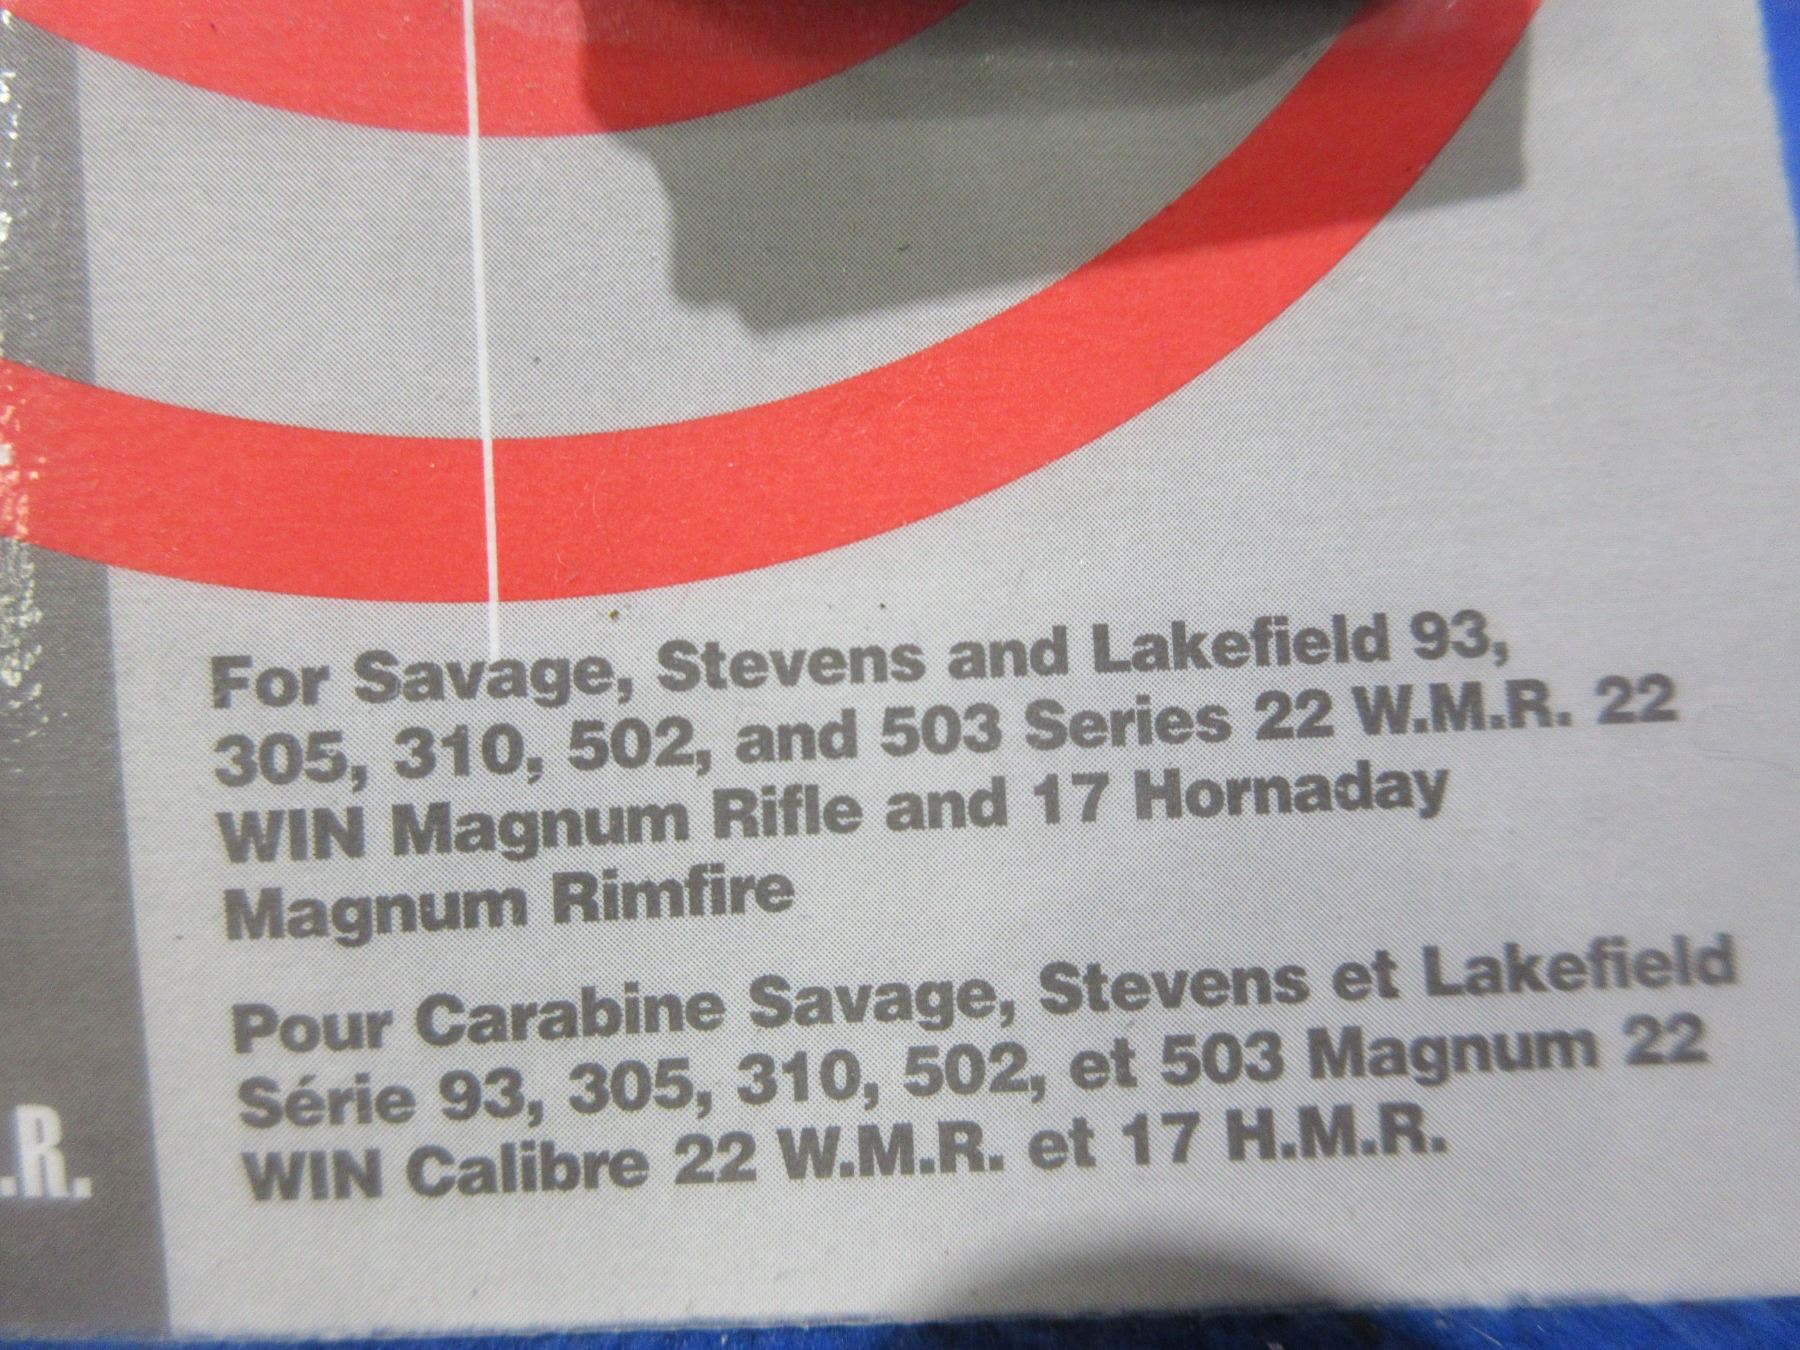 For Savage, Stevens and Lakefield 93,
305, 310, 502, and 503 Series 22 W.M.R. 22
WIN Magnum Rifle and 17 Hornaday
Magnum Rimfire
Pour Carabine Savage, Stevens et Lakefield
Série 93, 305, 310, 502, et 503 Magnum 22
WIN Calibre 22 W.M.R. et 17 H.M.R.
.R.